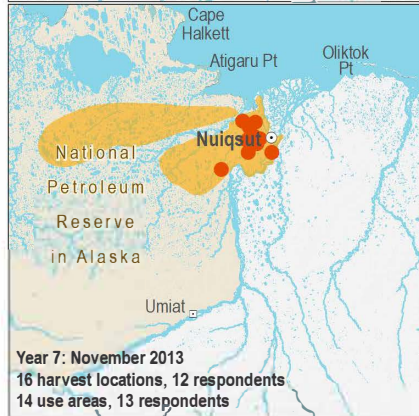 Cape
Halkett
Atigaru Pt
Oliktok
Pt
Nuiqsut
National
Petroleum
Reserve
in Alaska
Umiat
Year 7: November 2013
16 harvest locations, 12 respondents
14 use areas, 13 respondents